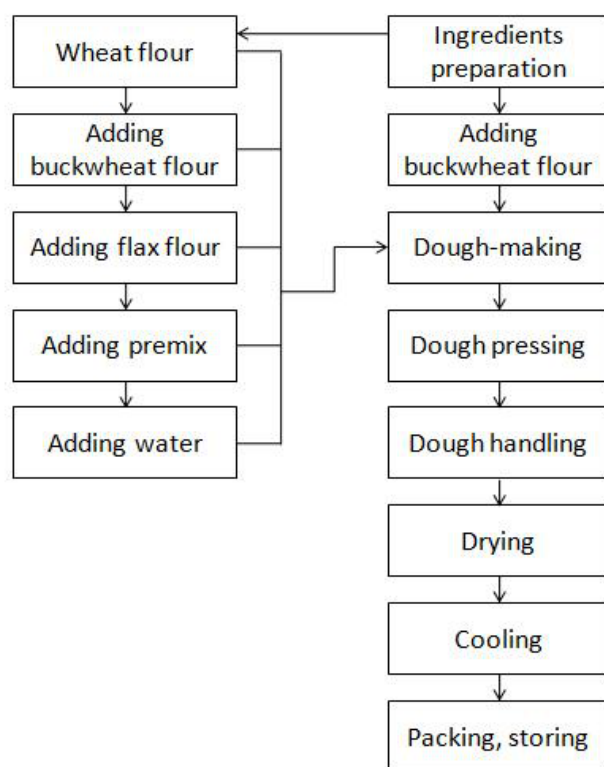 Wheat flour
Adding
buckwheat flour
Adding flax flour
Adding premix
Adding water
Ingredients
preparation
Adding
buckwheat flour
Dough-making
Dough pressing
Dough handling
Drying
Cooling
Packing, storing